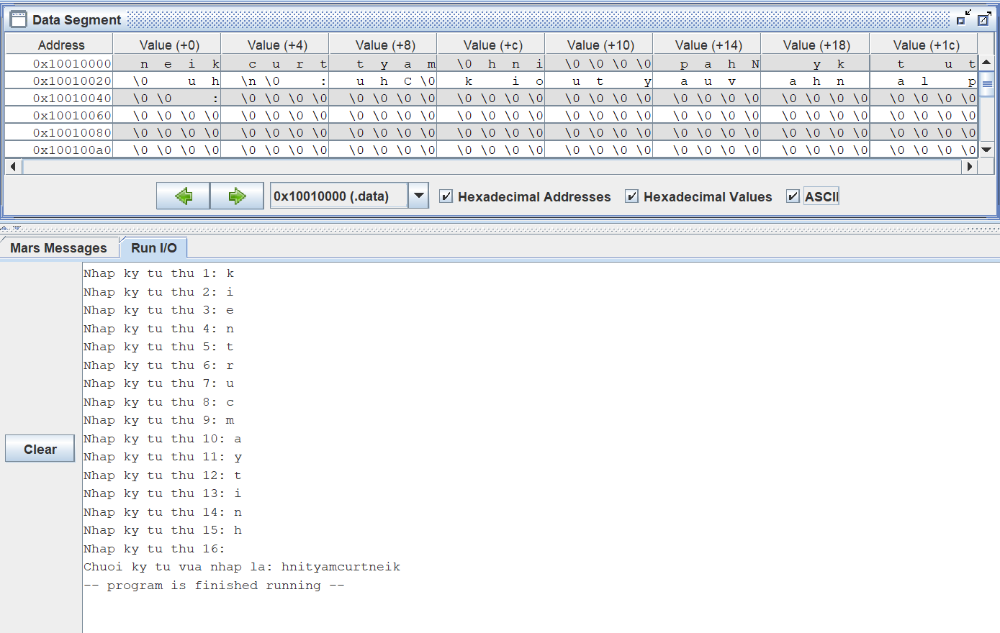 Data Segment
Address Value (+0) Value (+4) Value (+8) Value (+c) Value (+10) Value (+14) Value (+18) Value (+1c)
0x10010000 n e i k c u r t t y a m \0 h n i \0 \0 \0 \0 p a h N y k t u t
0x10010020 \0 u h \n \0 : u h C \0 k i o u t y a u v a h n a l p
0x10010040 \0 \0 : \0 \0 \0 \0 \0 \0 \0 \0 \0 \0 \0 \0 \0 \0 \0 \0 \0 \0 \0 \0 \0 \0 \0 \0 \0 \0 \0 \0
0x10010060 \0 \0 \0 \0 \0 \0 \0 \0 \0 \0 \0 \0 \0 \0 \0 \0 \0 \0 \0 \0 \0 \0 \0 \0 \0 \0 \0 \0 \0 \0 \0 \0
0x10010080 \0 \0 \0 \0 \0 \0 \0 \0 \0 \0 \0 \0 \0 \0 \0 \0 \0 \0 \0 \0 \0 \0 \0 \0 \0 \0 \0 \0 \0 \0 \0 \0
0x100100a0 \0 \0 \0 \0 \0 \0 \0 \0 \0 \0 \0 \0 \0 \0 \0 \0 \0 \0 \0 \0 \0 \0 \0 \0 \0 \0 \0 \0 \0 \0 \0 \0
0x10010000 (.data) Hexadecimal Addresses Hexadecimal Values ASCII
Mars Messages Run I/O
Nhap ky tu thu 1: k
Nhap ky tu thu 2: i
Nhap ky tu thu 3: e
Nhap ky tu thu 4: n
Nhap ky tu thu 5: t
Nhap ky tu thu 6: r
Nhap ky tu thu 7: u
Nhap ky tu thu 8: c
Nhap ky tu thu 9: m
Nhap ky tu thu 10: a
Clear
Nhap ky tu thu 11: y
Nhap ky tu thu 12: t
Nhap ky tu thu 13: i
Nhap ky tu thu 14: n
Nhap ky tu thu 15: h
Nhap ky tu thu 16:
Chuoi ky tu vua nhap la: hnityamcurtneik
-- program is finished running --